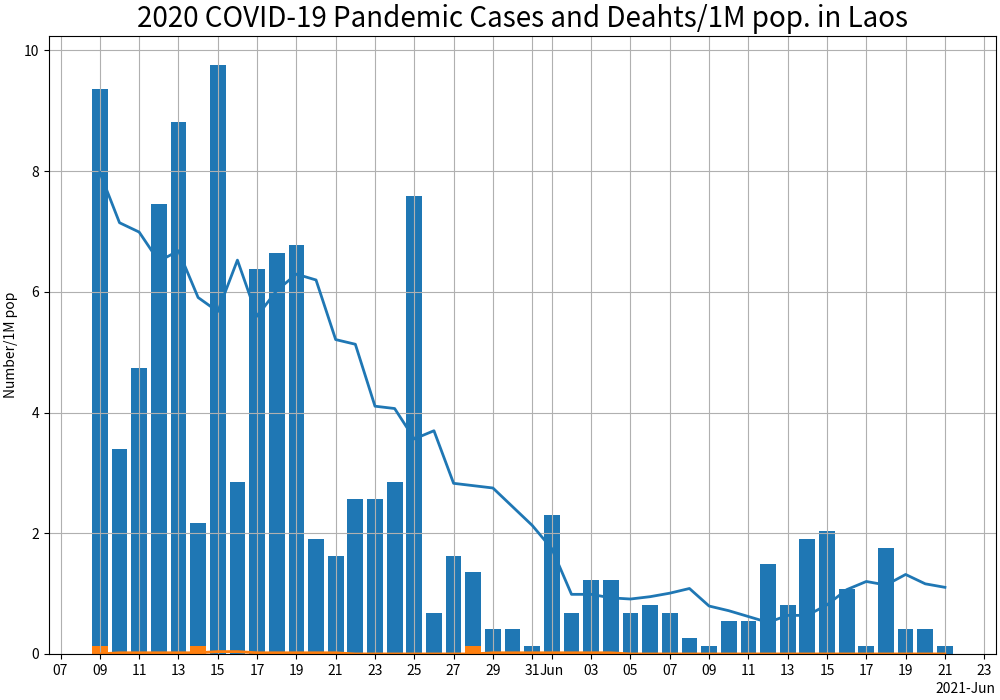 2020 COVID-19 Pandemic Cases and Deahts/1M pop. in Laos
Number/1M pop
10
8
6
4
2
0
07 09 11 13 15 17 19 21 23 25 27 29 31 Jun 03 05 07 09 11 13 15 17 19 21 23
2021-Jun